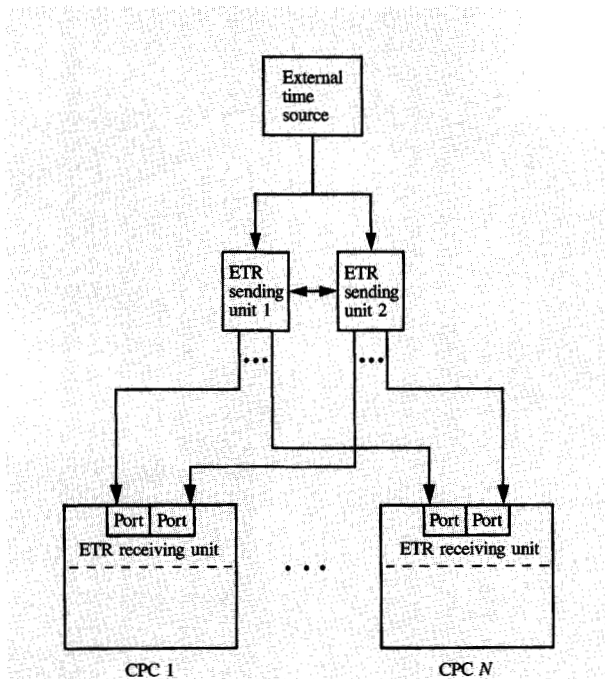 External
time
source
ETR
sending
unit 1
ETR
sending
unit 2
Port Port
ETR receiving unit
Port Port
ETR receiving unit
CPC 1
CPC N